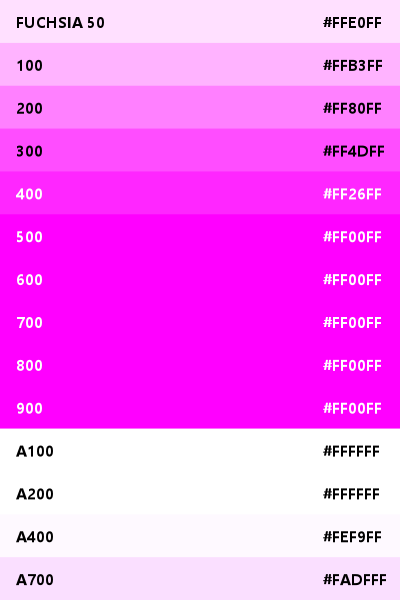 FUCHSIA 50 #FFE0FF
100 #FFB3FF
200 #FF80FF
300 #FF4DFF
400 #FF26FF
500 #FF00FF
600 #FF00FF
700 #FF00FF
800 #FF00FF
900 #FF00FF
A100 #FFFFFF
A200 #FFFFFF
A400 #FEF9FF
A700 #FADFFF